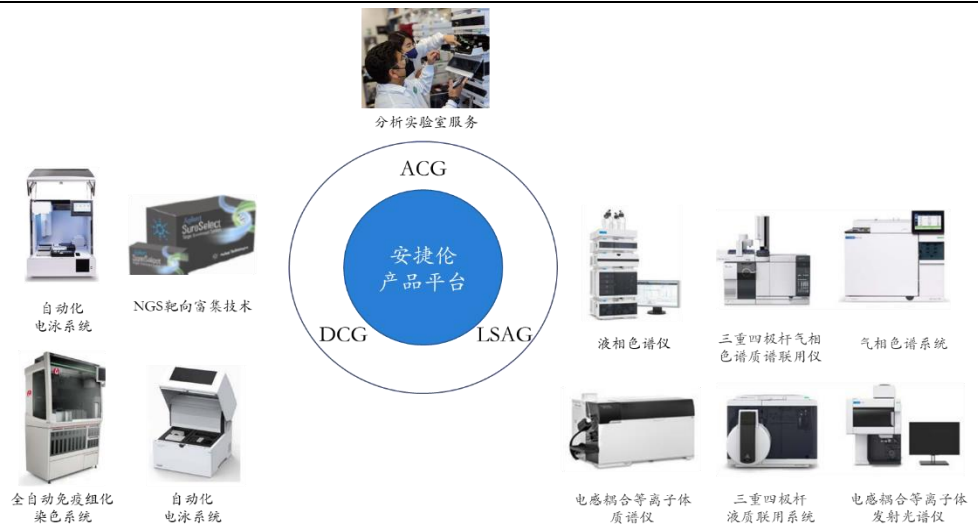 分析实验室服务
ACG
安捷伦
产品平台
DCG
LSAG
SureSelect
自动化
电泳系统
NGS靶向富集技术
全自动免疫组化
染色系统
自动化
电泳系统
液相色谱仪
三重四极杆气相
色谱质谱联用仪
气相色谱系统
电感耦合等离子体
质谱仪
三重四极杆
液质联用系统
电感耦合等离子体
发射光谱仪